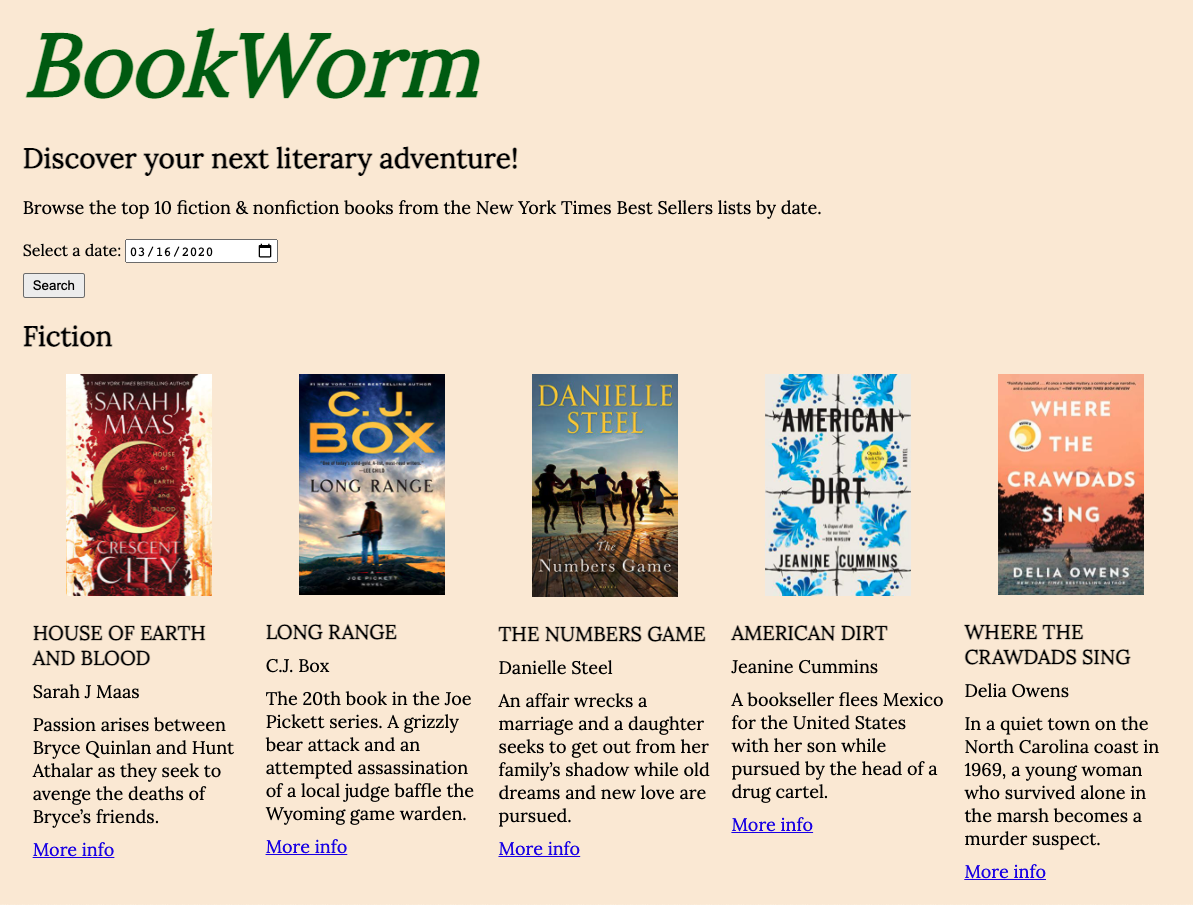 BookWorm
Discover your next literary adventure!
Browse the top 10 fiction & nonfiction books from the New York Times Best Sellers lists by date.
Select a date: 03/16/2020
Search
Fiction
#1 NEW YORK TIMES BESTSELLING AUTHOR
SARAH J.
MAAS
HOUSE
OF
EARTH
and
BLOOD
CRESCENT
CITY
HOUSE OF EARTH
AND BLOOD
Sarah J Maas
Passion arises between
Bryce Quinlan and Hunt
Athalar as they seek to
avenge the deaths of
Bryce’s friends.
More info
#1 NEW YORK TIMES BESTSELLING AUTHOR
C.J.
BOX
LONG RANGE
A
JOE PICKETT
NOVEL
LONG RANGE
C.J. Box
The 20th book in the Joe
Pickett series. A grizzly
bear attack and an
attempted assassination
of a local judge baffle the
Wyoming game warden.
More info
DANIELLE
STEEL
The
Numbers Game
A NOVEL
THE NUMBERS GAME
Danielle Steel
An affair wrecks a
marriage and a daughter
seeks to get out from her
family’s shadow while old
dreams and new love are
pursued.
More info
AMERICAN
DIRT
A NOVEL
JEANINE CUMMINS
AMERICAN DIRT
Jeanine Cummins
A bookseller flees Mexico
for the United States
with her son while
pursued by the head of a
drug cartel.
More info
WHERE
THE
CRAWDADS
SING
A NOVEL
DELIA OWENS
NEW YORK TIMES BESTSELLING AUTHOR
WHERE THE
CRAWDADS SING
Delia Owens
In a quiet town on the
North Carolina coast in
1969, a young woman
who survived alone in
the marsh becomes a
murder suspect.
More info